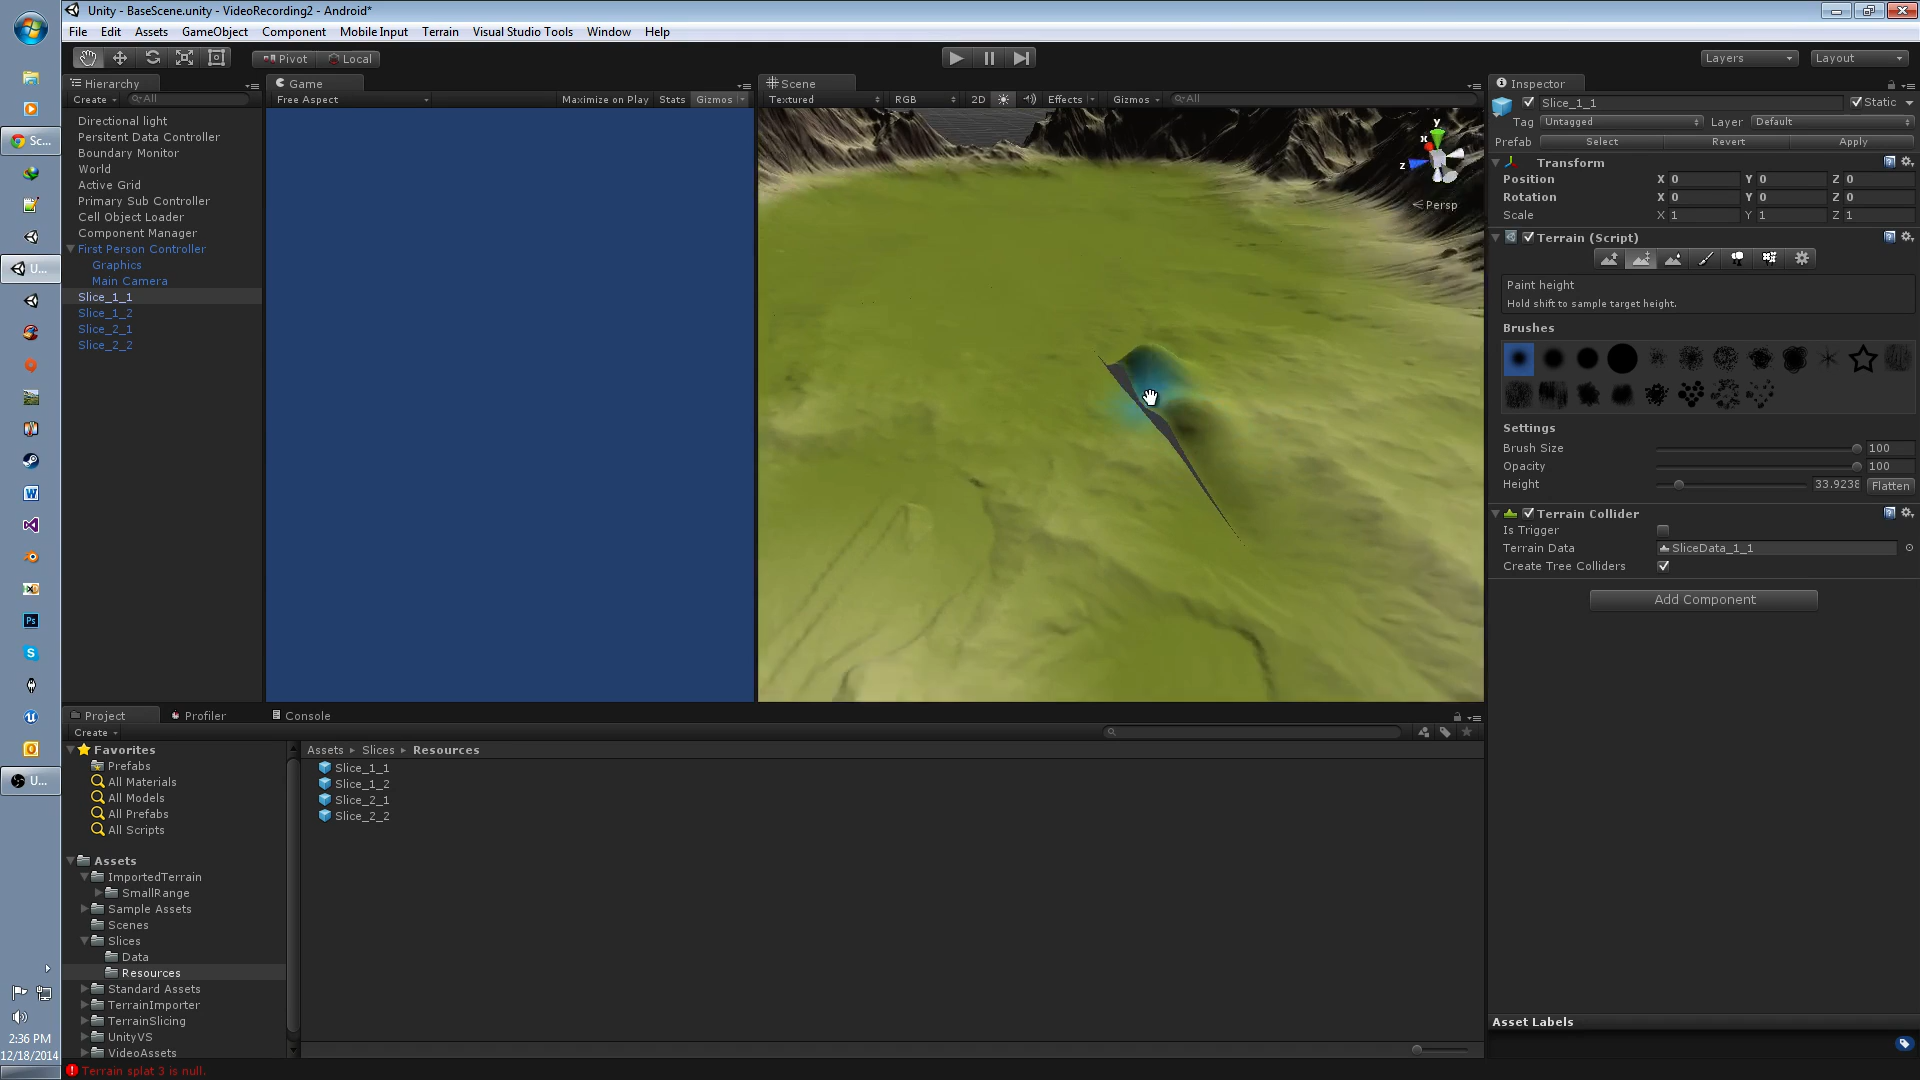 Unity - BaseScene.unity - VideoRecording2 - Android*
File Edit Assets GameObject Component Mobile Input Terrain Visual Studio Tools Window Help
Pivot Local
Layers Layout
Hierarchy
Create All
Directional light
Persitent Data Controller
Boundary Monitor
World
Active Grid
Primary Sub Controller
Cell Object Loader
Component Manager
First Person Controller
Graphics
Main Camera
Slice_1_1
Slice_1_2
Slice_2_1
Slice_2_2
Game
Free Aspect Maximize on Play Stats Gizmos
Scene
Textured RGB 2D Effects Gizmos All
y
x
z
Persp
Inspector
Slice_1_1 Static
Tag Untagged Layer Default
Prefab Select Revert Apply
Transform
Position X 0 Y 0 Z 0
Rotation X 0 Y 0 Z 0
Scale X 1 Y 1 Z 1
Terrain (Script)
Paint height
Hold shift to sample target height.
Brushes
Settings
Brush Size 100
Opacity 100
Height 33.9238 Flatten
Terrain Collider
Is Trigger
Terrain Data SliceData_1_1
Create Tree Colliders
Add Component
Asset Labels
Project Profiler Console
Create
Favorites
Prefabs
All Materials
All Models
All Prefabs
All Scripts
Assets
ImportedTerrain
SmallRange
Sample Assets
Scenes
Slices
Data
Resources
Standard Assets
TerrainImporter
TerrainSlicing
UnityVS
VideoAssets
Assets Slices Resources
Slice_1_1
Slice_1_2
Slice_2_1
Slice_2_2
Terrain splat 3 is null.
Sc...
U...
Ps
U...
2:36 PM
12/18/2014